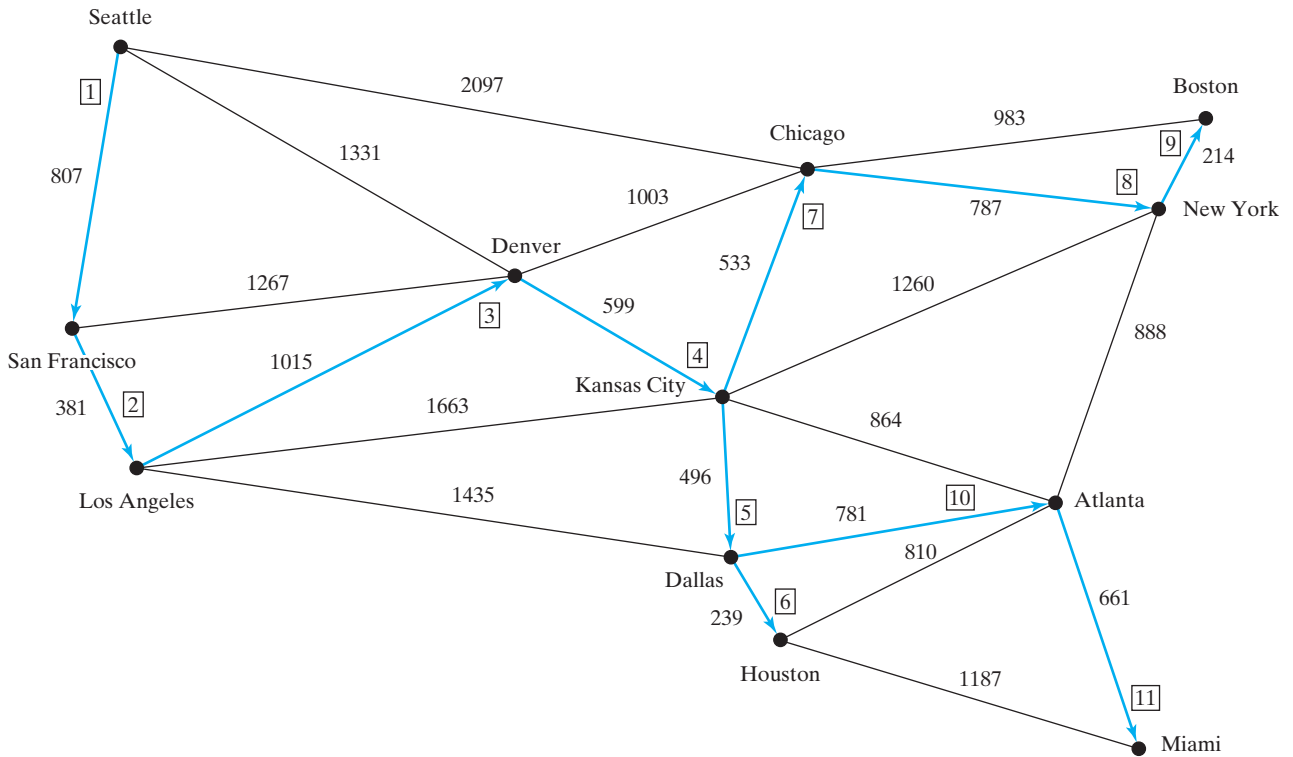 Seattle
1
2097
Boston
983
Chicago
1331
9
214
807
8
1003
787
New York
7
Denver
533
1267
1260
599
3
888
San Francisco
1015
4
Kansas City
381
2
1663
864
496
1435
Los Angeles
10
Atlanta
5
781
810
Dallas
6
661
239
Houston
1187
11
Miami